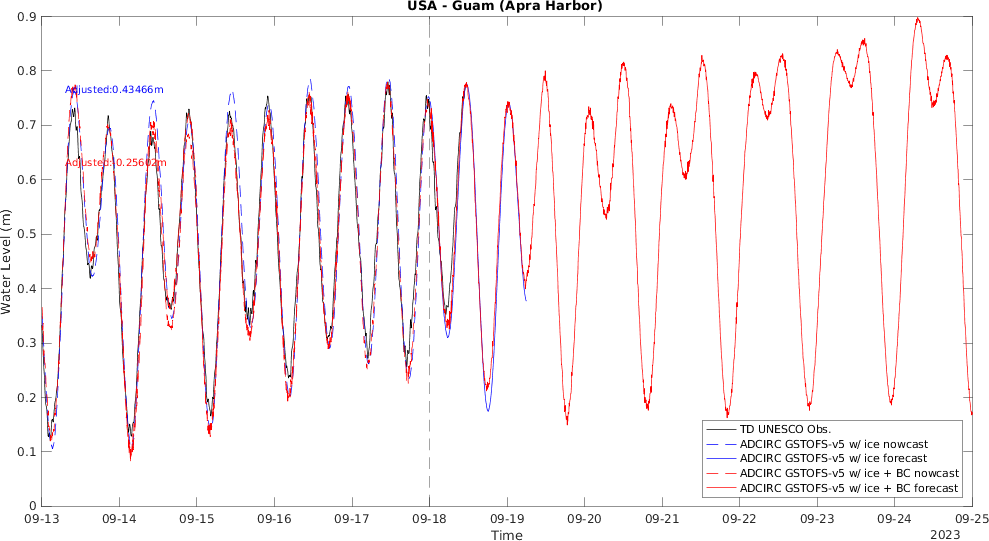 USA - Guam (Apra Harbor)
0.9
0.8
0.7
0.6
0.5
0.4
0.3
0.2
0.1
0
Water Level (m)
Adjusted:0.43466m
Adjusted:0.25602m
TD UNESCO Obs.
ADCIRC GSTOFS-v5 w/ ice nowcast
ADCIRC GSTOFS-v5 w/ ice forecast
ADCIRC GSTOFS-v5 w/ ice + BC nowcast
ADCIRC GSTOFS-v5 w/ ice + BC forecast
09-13 09-14 09-15 09-16 09-17 09-18 09-19 09-20 09-21 09-22 09-23 09-24 09-25
Time
2023